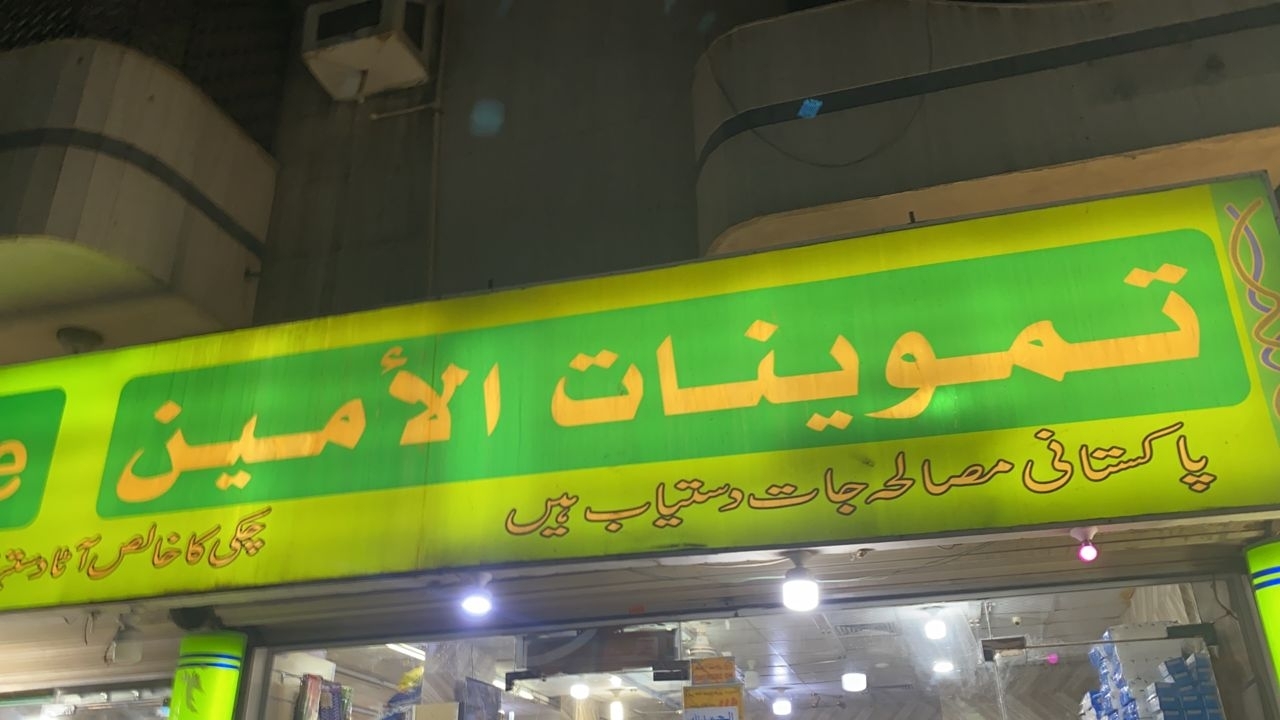 تموينات الأمين
پاکستانی مصالحہ جات دستیاب ہیں
چکی کا خالص آٹا